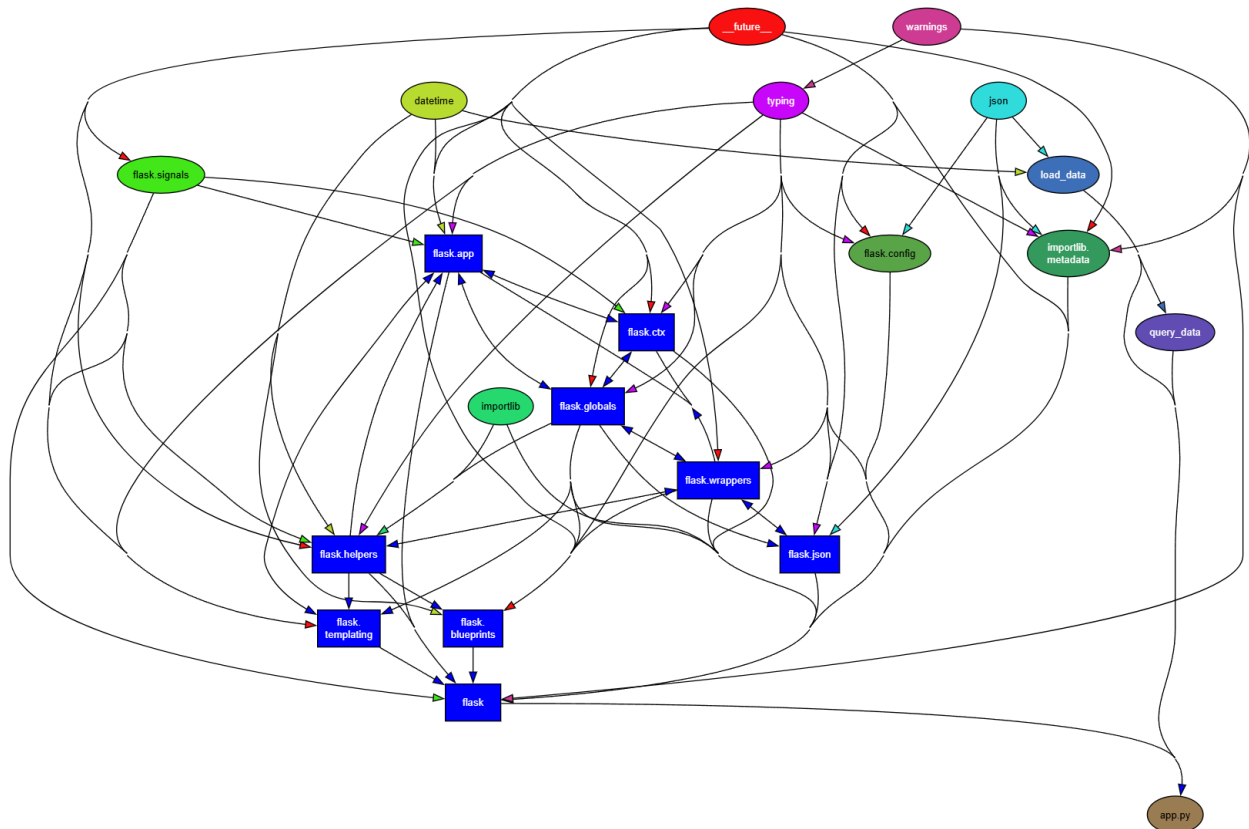 __future__
warnings
datetime
typing
json
flask.signals
load_data
flask.app
flask.config
importlib.
metadata
flask.ctx
query_data
flask.globals
importlib
flask.wrappers
flask.helpers
flask.json
flask.
templating
flask.
blueprints
flask
app.py